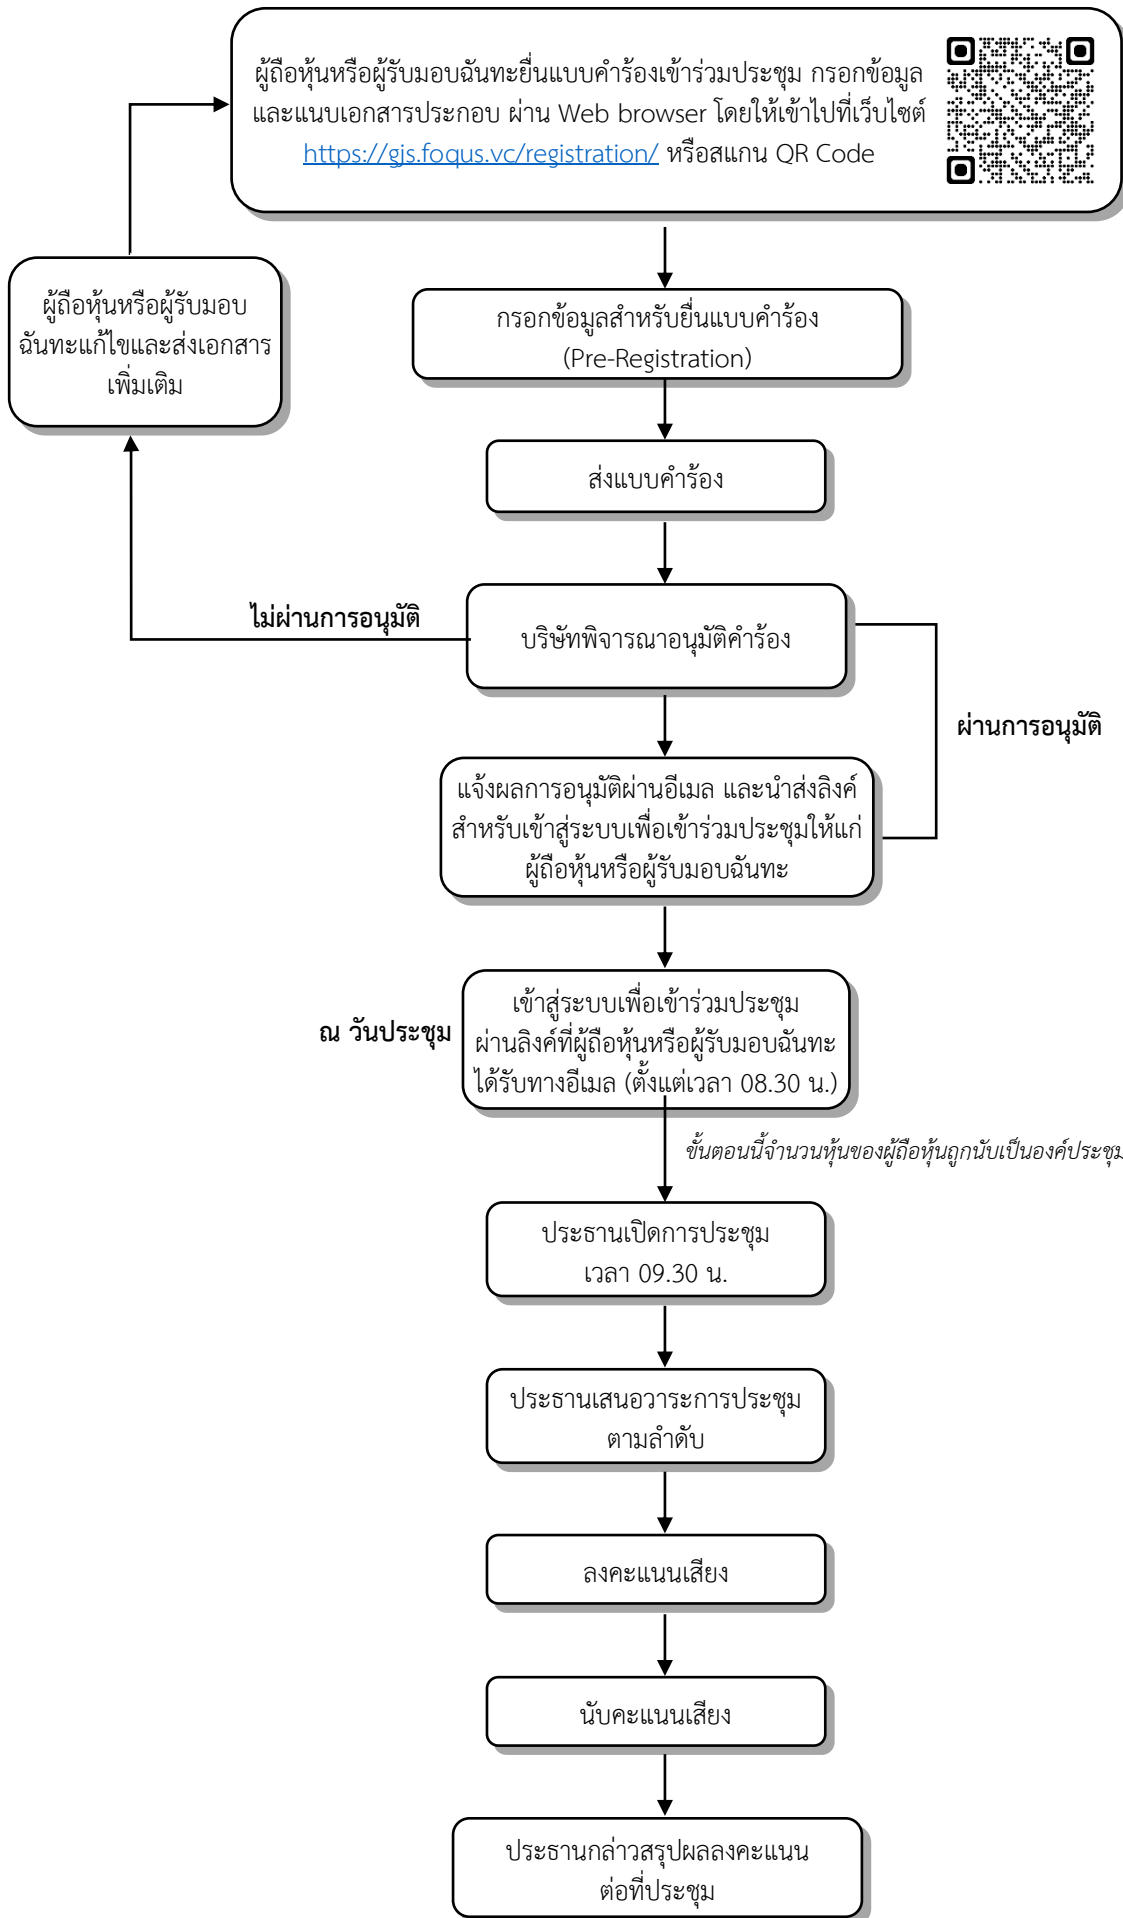 ผู้ถือหุ้นหรือผู้รับมอบฉันทะยื่นแบบคำร้องเข้าร่วมประชุม กรอกข้อมูล
และแนบเอกสารประกอบ ผ่าน Web browser โดยให้เข้าไปที่เว็บไซต์
https://gjs.foqus.vc/registration/ หรือสแกน QR Code
ผู้ถือหุ้นหรือผู้รับมอบ
ฉันทะแก้ไขและส่งเอกสาร
เพิ่มเติม
กรอกข้อมูลสำหรับยื่นแบบคำร้อง
(Pre-Registration)
ส่งแบบคำร้อง
ไม่ผ่านการอนุมัติ
บริษัทพิจารณาอนุมัติคำร้อง
ผ่านการอนุมัติ
แจ้งผลการอนุมัติผ่านอีเมล และนำส่งลิงค์
สำหรับเข้าสู่ระบบเพื่อเข้าร่วมประชุมให้แก่
ผู้ถือหุ้นหรือผู้รับมอบฉันทะ
ณ วันประชุม
เข้าสู่ระบบเพื่อเข้าร่วมประชุม
ผ่านลิงค์ที่ผู้ถือหุ้นหรือผู้รับมอบฉันทะ
ได้รับทางอีเมล (ตั้งแต่เวลา 08.30 น.)
ขั้นตอนนี้จำนวนหุ้นของผู้ถือหุ้นถูกนับเป็นองค์ประชุม
ประธานเปิดการประชุม
เวลา 09.30 น.
ประธานเสนอวาระการประชุม
ตามลำดับ
ลงคะแนนเสียง
นับคะแนนเสียง
ประธานกล่าวสรุปผลลงคะแนน
ต่อที่ประชุม